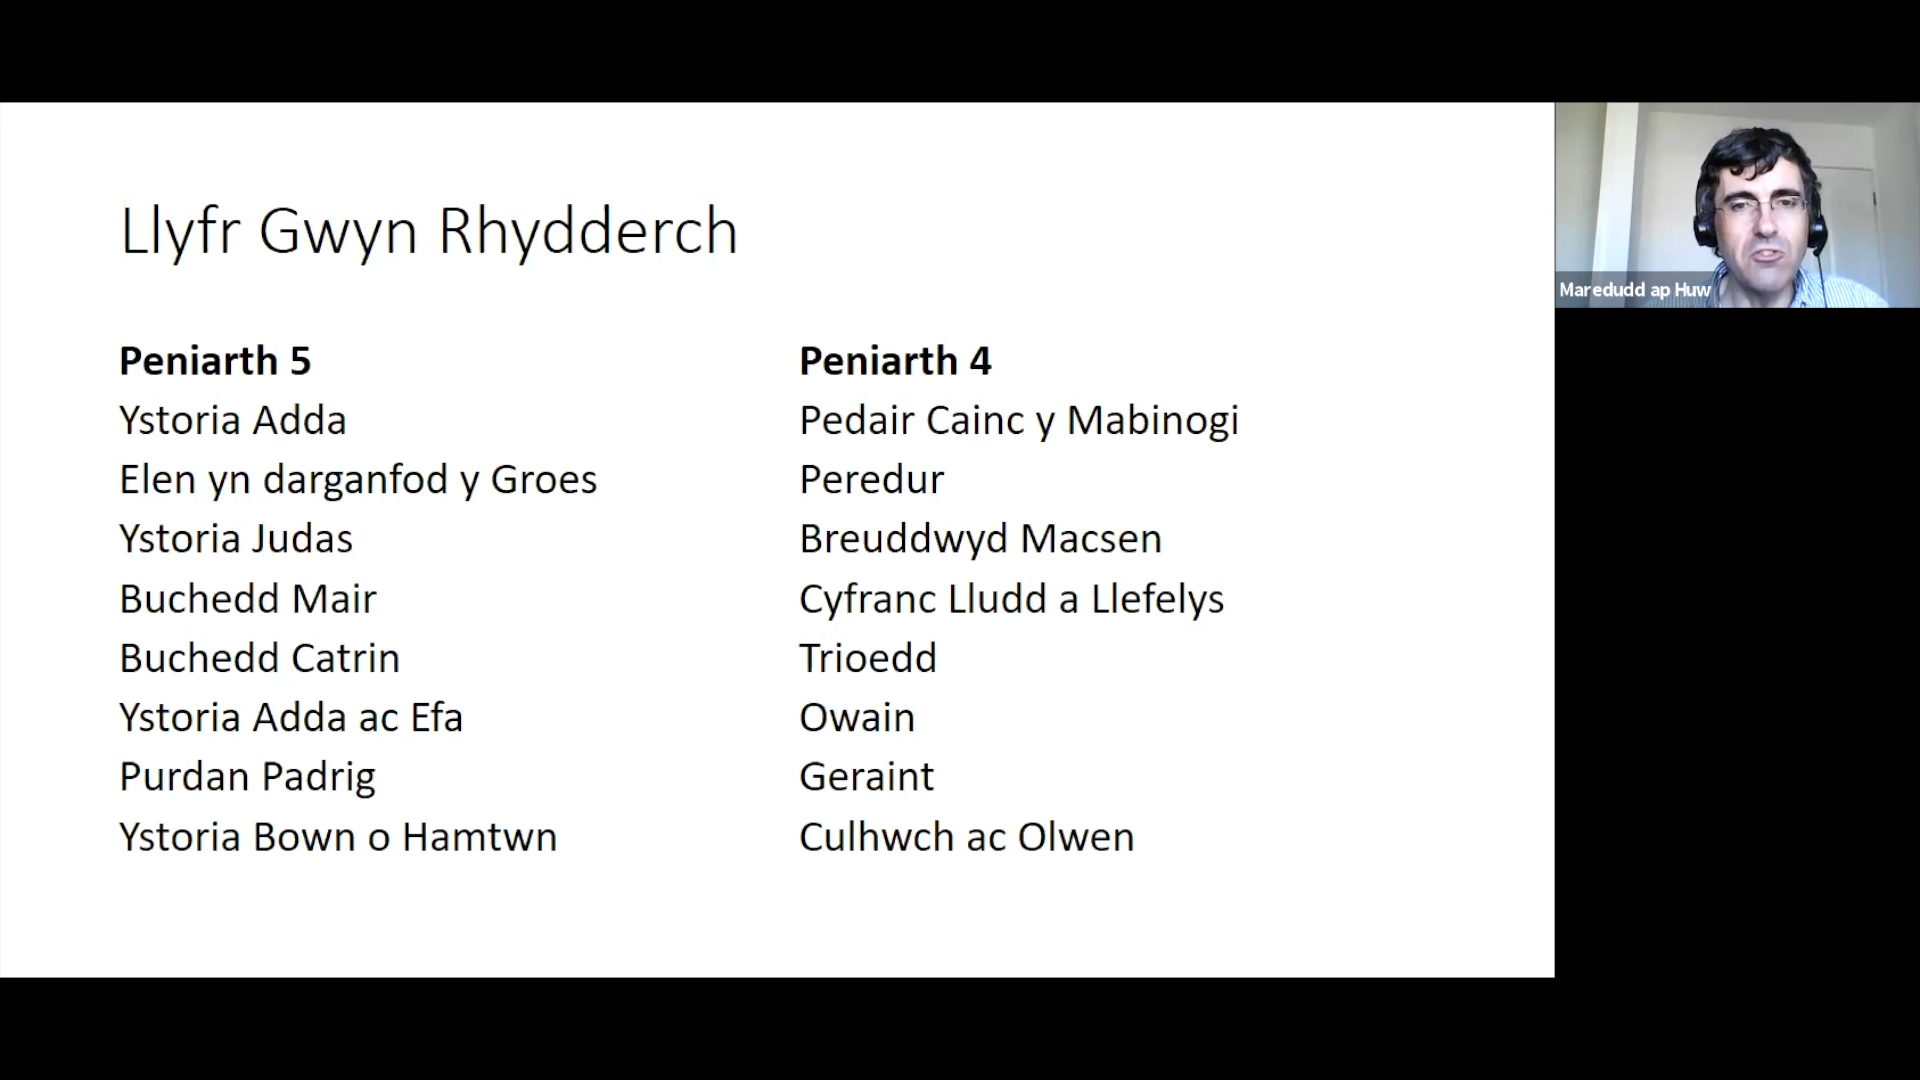 Llyfr Gwyn Rhydderch
Peniarth 5
Ystoria Adda
Elen yn darganfod y Groes
Ystoria Judas
Buchedd Mair
Buchedd Catrin
Ystoria Adda ac Efa
Purdan Padrig
Ystoria Bown o Hamtwn
Peniarth 4
Pedair Cainc y Mabinogi
Peredur
Breuddwyd Macsen
Cyfranc Lludd a Llefelys
Trioedd
Owain
Geraint
Culhwch ac Olwen
Maredudd ap Huw